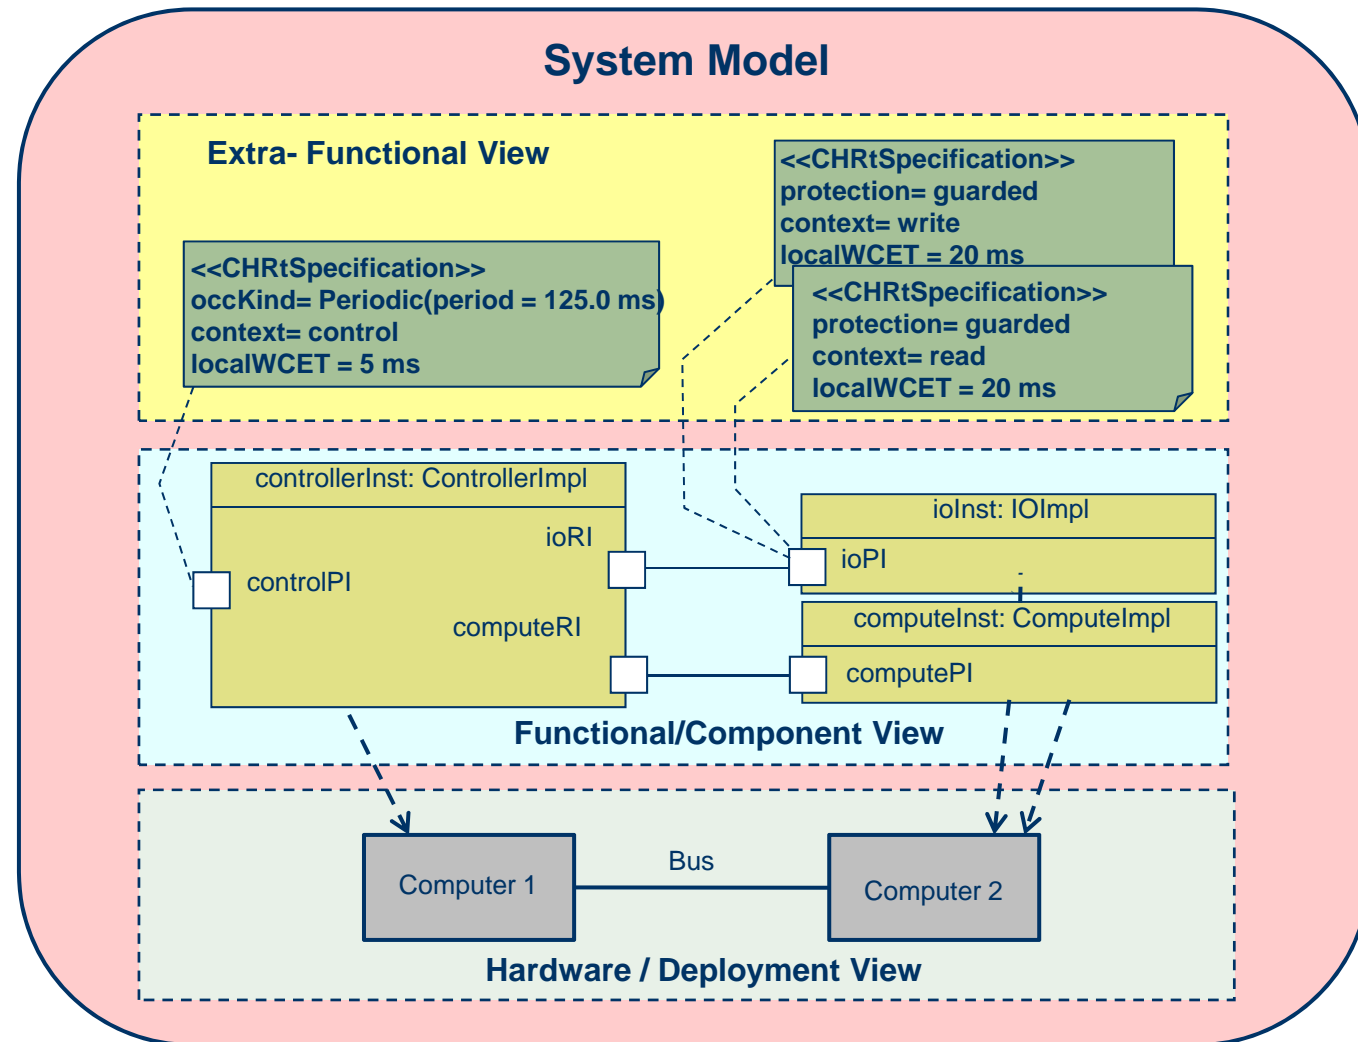 System Model
Extra- Functional View
<<CHRtSpecification>>
protection= guarded
context= write
localWCET = 20 ms
<<CHRtSpecification>>
occKind= Periodic(period = 125.0 ms)
context= control
localWCET = 5 ms
<<CHRtSpecification>>
protection= guarded
context= read
localWCET = 20 ms
controllerInst: ControllerImpl
ioRI
controlPI
computeRI
ioInst: IOImpl
ioPI
computeInst: ComputeImpl
computePI
Functional/Component View
Computer 1
Bus
Computer 2
Hardware / Deployment View